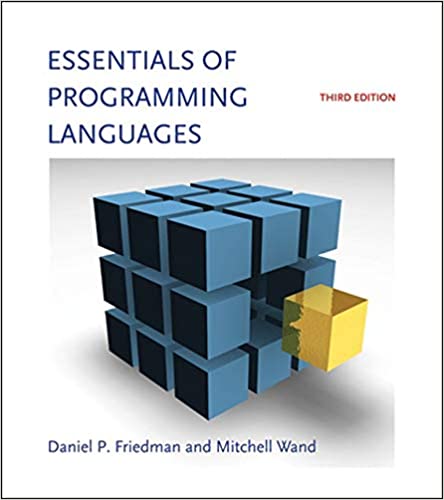 ESSENTIALS OF
PROGRAMMING
LANGUAGES
THIRD EDITION
Daniel P. Friedman and Mitchell Wand